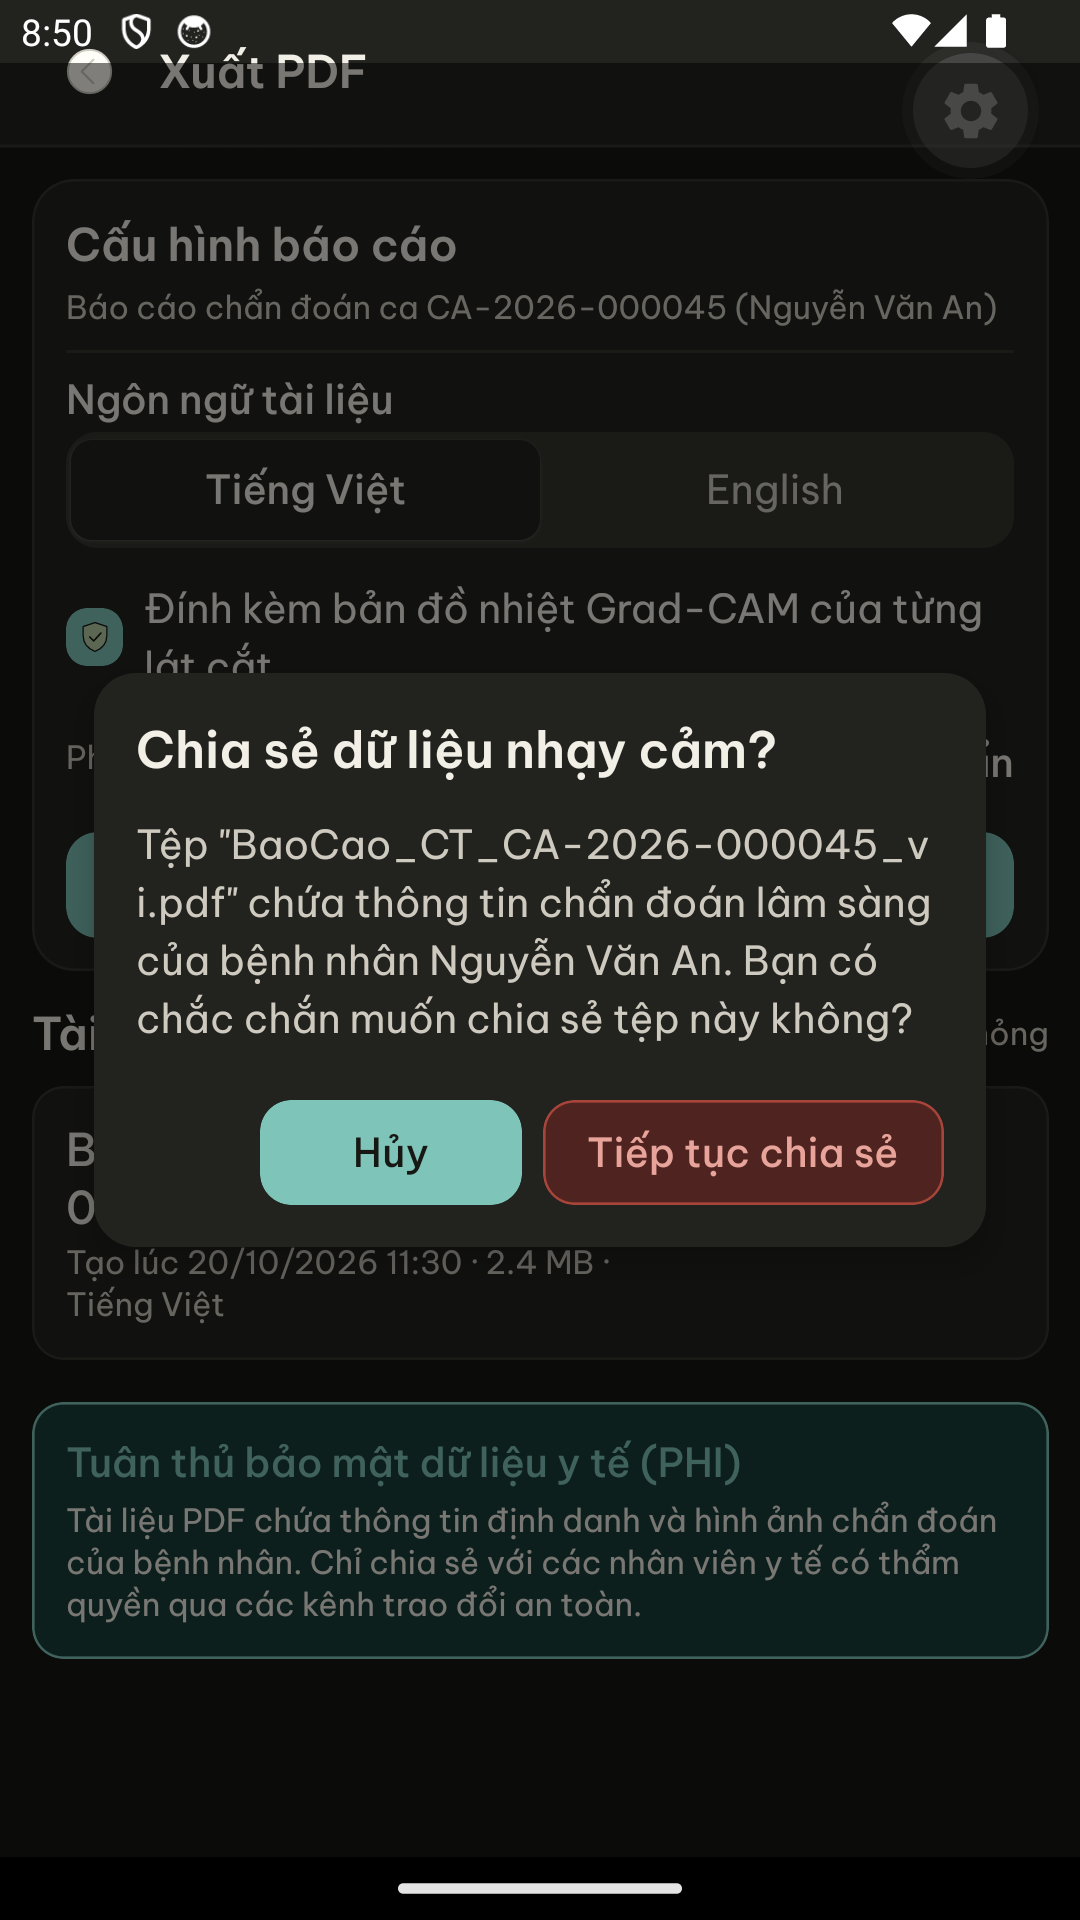 8:50
Xuất PDF
Cấu hình báo cáo
Báo cáo chẩn đoán ca CA-2026-000045 (Nguyễn Văn An)
Ngôn ngữ tài liệu
Tiếng Việt
English
Đính kèm bản đồ nhiệt Grad-CAM của từng
lát cắt
Chia sẻ dữ liệu nhạy cảm?
Tệp "BaoCao_CT_CA-2026-000045_v
i.pdf" chứa thông tin chẩn đoán lâm sàng
của bệnh nhân Nguyễn Văn An. Bạn có
chắc chắn muốn chia sẻ tệp này không?
Hủy
Tiếp tục chia sẻ
Tài
Tạo lúc 20/10/2026 11:30 · 2.4 MB ·
Tiếng Việt
Tuân thủ bảo mật dữ liệu y tế (PHI)
Tài liệu PDF chứa thông tin định danh và hình ảnh chẩn đoán
của bệnh nhân. Chỉ chia sẻ với các nhân viên y tế có thẩm
quyền qua các kênh trao đổi an toàn.